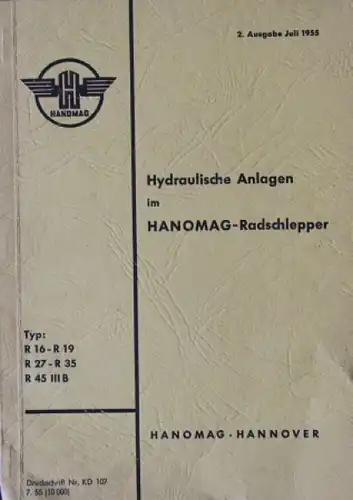 2. Ausgabe Juli 1955
H
HANOMAG
Hydraulische Anlagen
im
HANOMAG-Radschlepper
Typ:
R 16 - R 19
R 27 - R 35
R 45 III B
HANOMAG - HANNOVER
Druckschrift Nr. KD 107
7. 55 (10 000)